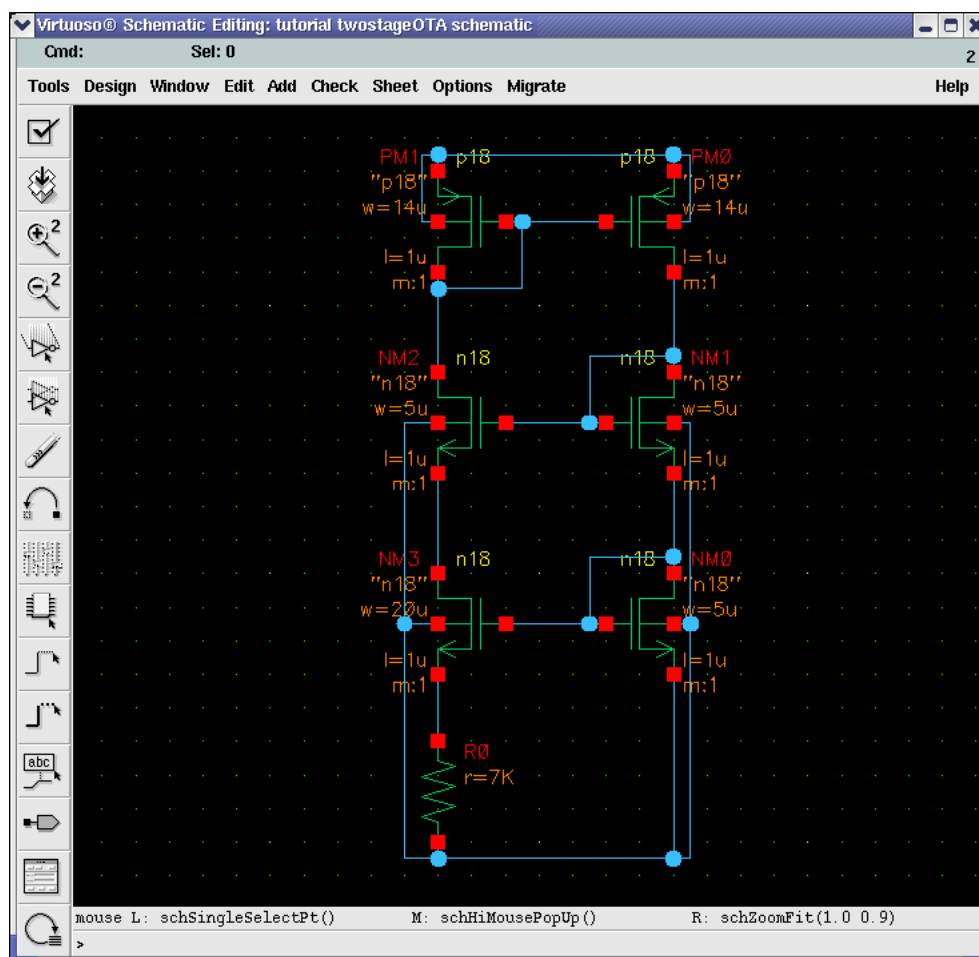 Virtuoso® Schematic Editing: tutorial twostageOTA schematic
Cmd: Sel: 0
2
Tools Design Window Edit Add Check Sheet Options Migrate Help
2
2
abc
PM1 p18 p18 PM0
"p18" "p18"
w=14u w=14u
l=1u l=1u
m:1 m:1
NM2 n18 n18 NM1
"n18" "n18"
w=5u w=5u
l=1u l=1u
m:1 m:1
NM3 n18 n18 NM0
"n18" "n18"
w=20u w=5u
l=1u l=1u
m:1 m:1
R0
r=7K
mouse L: schSingleSelectPt() M: schHiMousePopUp() R: schZoomFit(1.0 0.9)
>